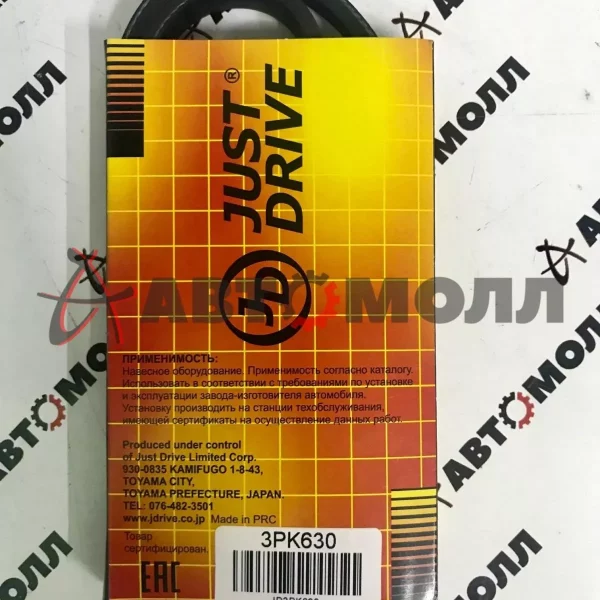 JUST®
DRIVE
JD
АВТОМОЛЛ
ПРИМЕНИМОСТЬ:
Навесное оборудование. Применимость согласно каталогу.
Использовать в соответствии с требованиями по установке
и эксплуатации завода-изготовителя автомобиля.
Установку производить на станции техобслуживания,
имеющей сертификаты на осуществление данных работ.
Produced under control
of Just Drive Limited Corp.
930-0835 KAMIFUGO 1-8-43,
TOYAMA CITY,
TOYAMA PREFECTURE, JAPAN.
TEL: 076-482-3501
www.jdrive.co.jp Made in PRC
Товар
сертифицирован.
EAC
3PK630